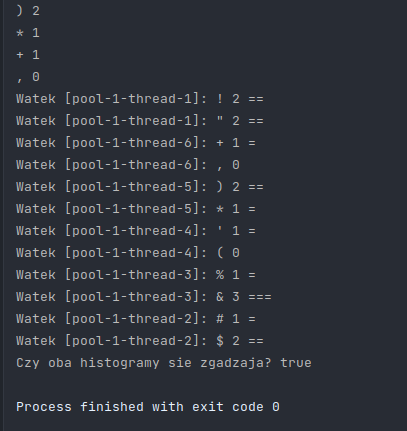 ) 2
* 1
+ 1
, 0
Watek [pool-1-thread-1]: ! 2 ==
Watek [pool-1-thread-1]: " 2 ==
Watek [pool-1-thread-6]: + 1 =
Watek [pool-1-thread-6]: , 0
Watek [pool-1-thread-5]: ) 2 ==
Watek [pool-1-thread-5]: * 1 =
Watek [pool-1-thread-4]: ' 1 =
Watek [pool-1-thread-4]: ( 0
Watek [pool-1-thread-3]: % 1 =
Watek [pool-1-thread-3]: & 3 ===
Watek [pool-1-thread-2]: # 1 =
Watek [pool-1-thread-2]: $ 2 ==
Czy oba histogramy sie zgadzaja? true
Process finished with exit code 0